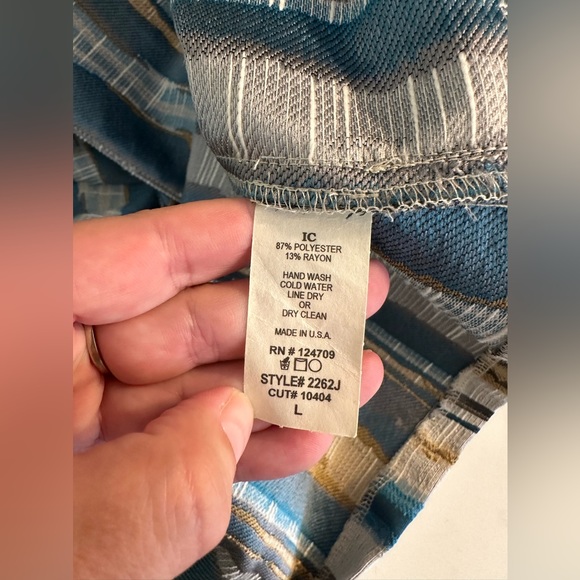 IC
87% POLYESTER
13% RAYON
HAND WASH
COLD WATER
LINE DRY
OR
DRY CLEAN
MADE IN U.S.A.
RN # 124709
STYLE# 2262J
CUT# 10404
L